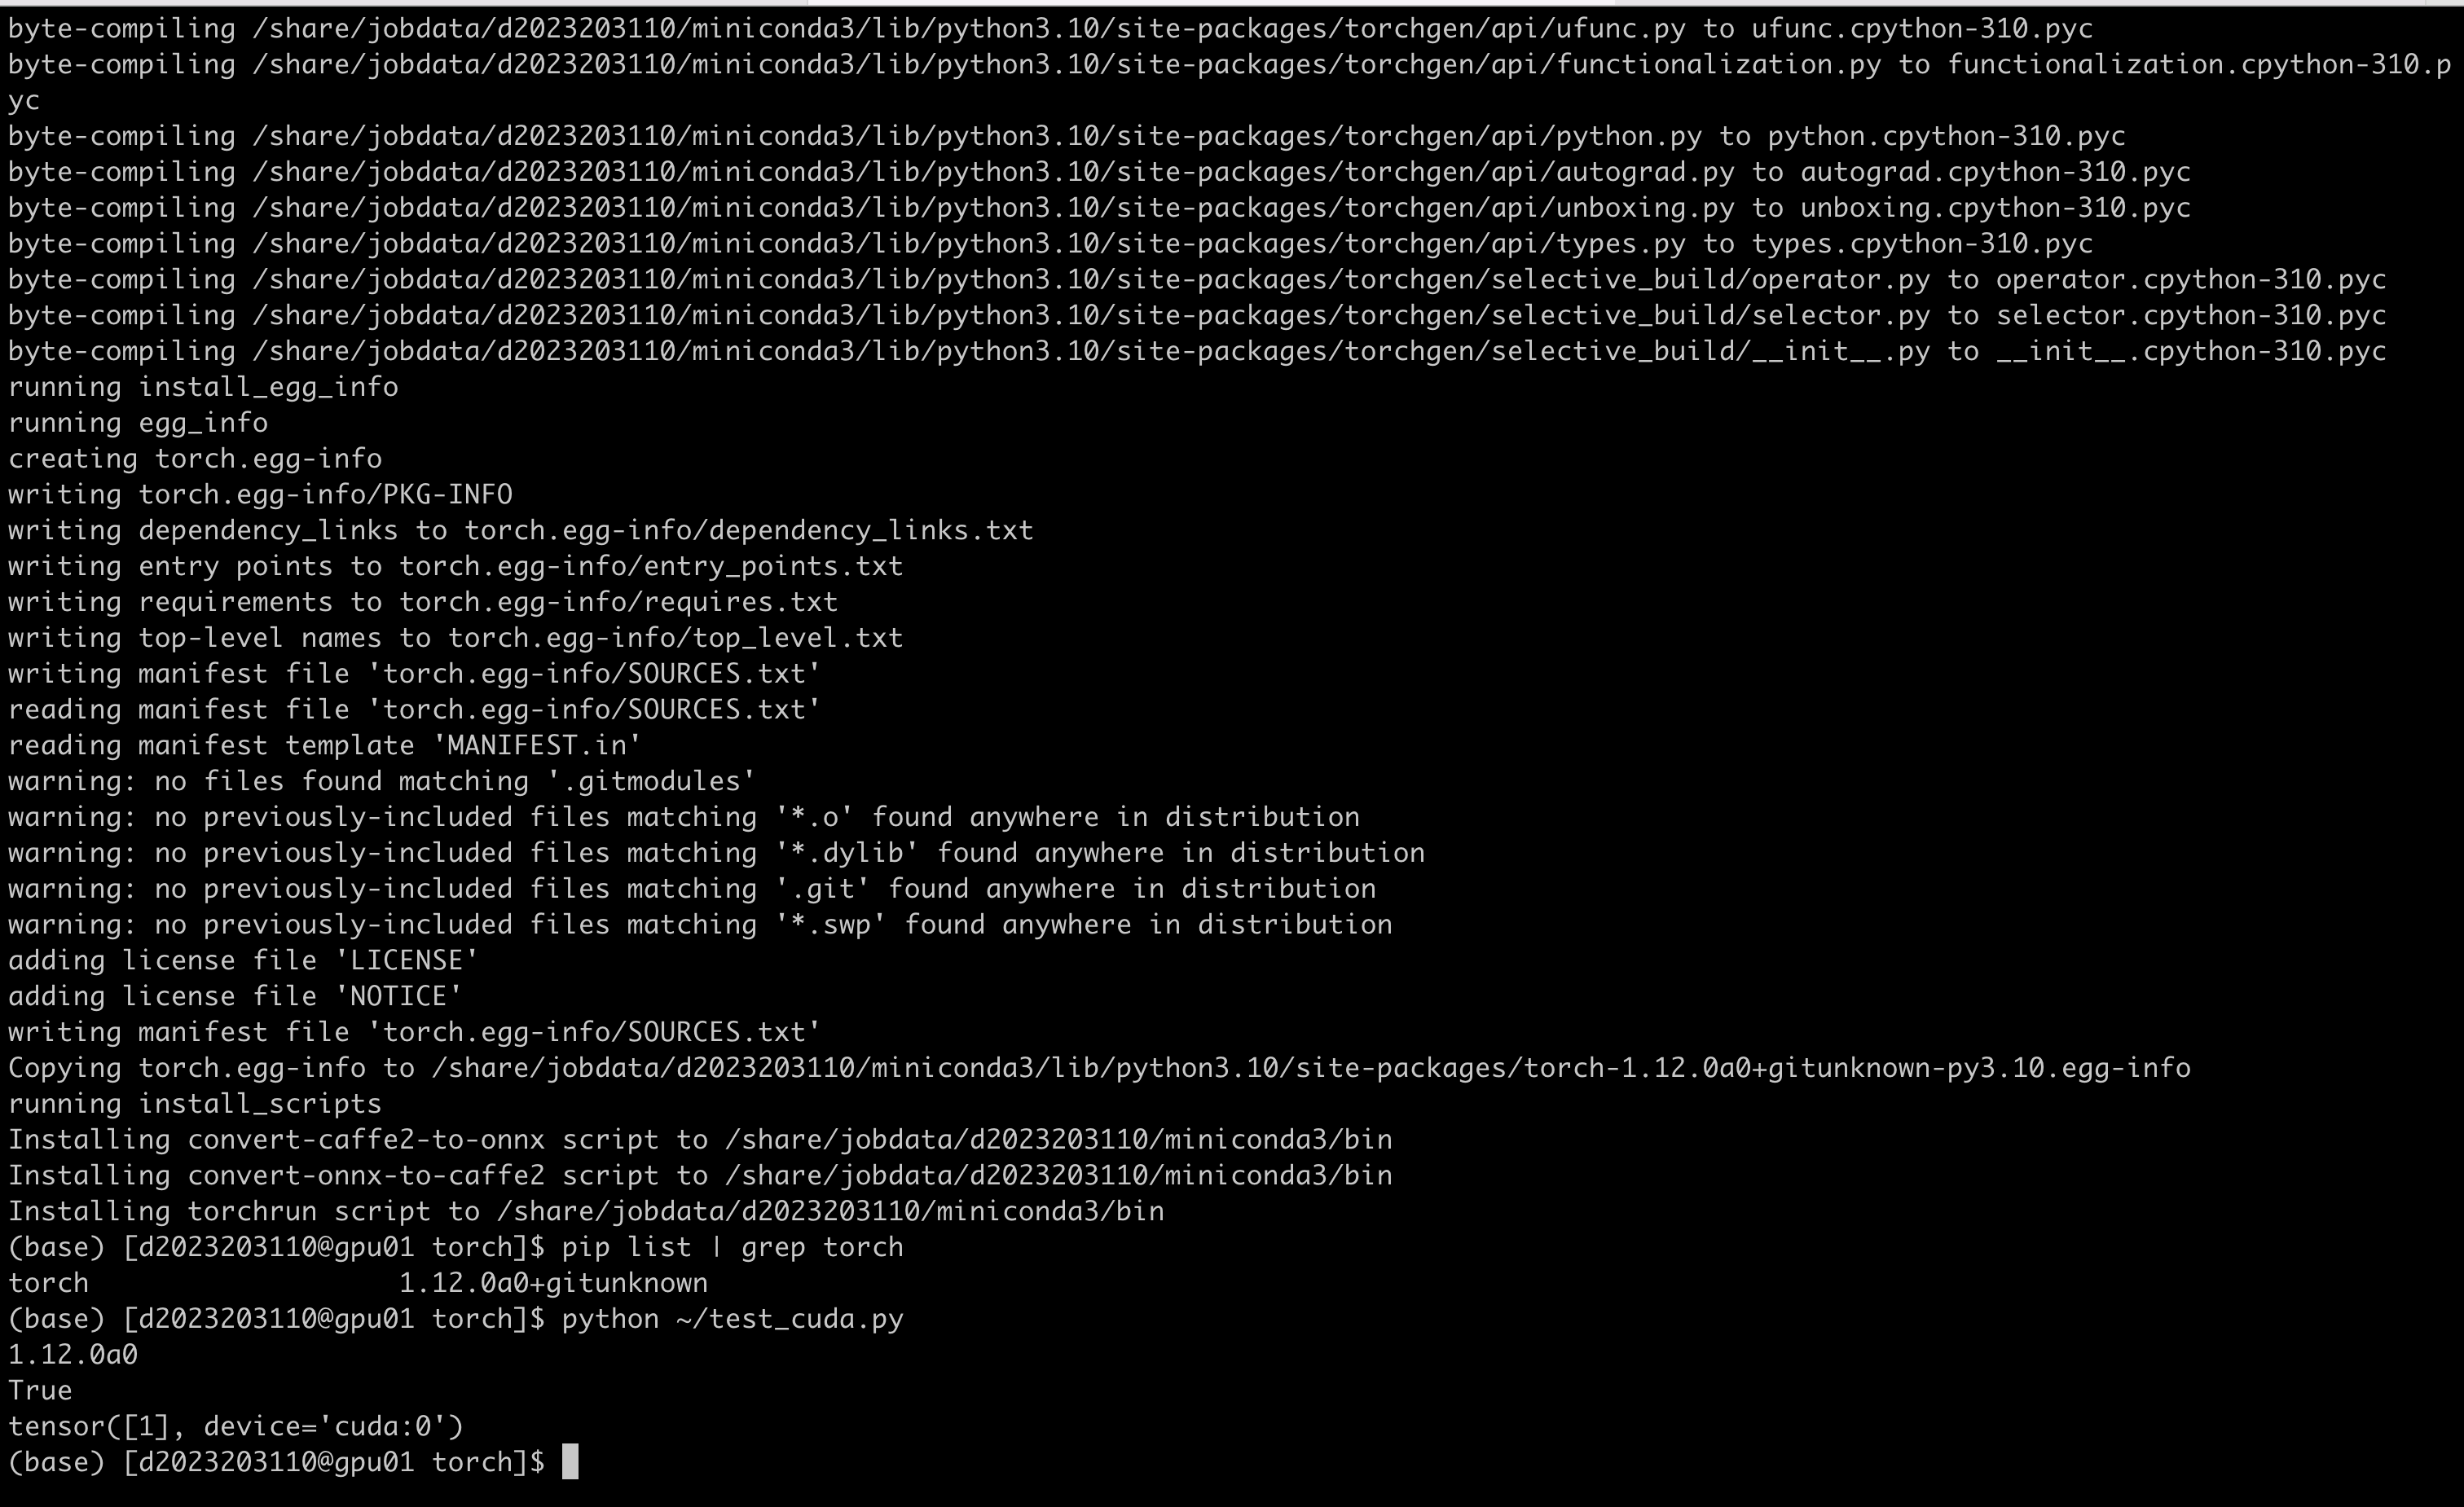 byte-compiling /share/jobdata/d2023203110/miniconda3/lib/python3.10/site-packages/torchgen/api/ufunc.py to ufunc.cpython-310.pyc
byte-compiling /share/jobdata/d2023203110/miniconda3/lib/python3.10/site-packages/torchgen/api/functionalization.py to functionalization.cpython-310.p
yc
byte-compiling /share/jobdata/d2023203110/miniconda3/lib/python3.10/site-packages/torchgen/api/python.py to python.cpython-310.pyc
byte-compiling /share/jobdata/d2023203110/miniconda3/lib/python3.10/site-packages/torchgen/api/autograd.py to autograd.cpython-310.pyc
byte-compiling /share/jobdata/d2023203110/miniconda3/lib/python3.10/site-packages/torchgen/api/unboxing.py to unboxing.cpython-310.pyc
byte-compiling /share/jobdata/d2023203110/miniconda3/lib/python3.10/site-packages/torchgen/api/types.py to types.cpython-310.pyc
byte-compiling /share/jobdata/d2023203110/miniconda3/lib/python3.10/site-packages/torchgen/selective_build/operator.py to operator.cpython-310.pyc
byte-compiling /share/jobdata/d2023203110/miniconda3/lib/python3.10/site-packages/torchgen/selective_build/selector.py to selector.cpython-310.pyc
byte-compiling /share/jobdata/d2023203110/miniconda3/lib/python3.10/site-packages/torchgen/selective_build/__init__.py to __init__.cpython-310.pyc
running install_egg_info
running egg_info
creating torch.egg-info
writing torch.egg-info/PKG-INFO
writing dependency_links to torch.egg-info/dependency_links.txt
writing entry points to torch.egg-info/entry_points.txt
writing requirements to torch.egg-info/requires.txt
writing top-level names to torch.egg-info/top_level.txt
writing manifest file 'torch.egg-info/SOURCES.txt'
reading manifest file 'torch.egg-info/SOURCES.txt'
reading manifest template 'MANIFEST.in'
warning: no files found matching '.gitmodules'
warning: no previously-included files matching '*.o' found anywhere in distribution
warning: no previously-included files matching '*.dylib' found anywhere in distribution
warning: no previously-included files matching '.git' found anywhere in distribution
warning: no previously-included files matching '*.swp' found anywhere in distribution
adding license file 'LICENSE'
adding license file 'NOTICE'
writing manifest file 'torch.egg-info/SOURCES.txt'
Copying torch.egg-info to /share/jobdata/d2023203110/miniconda3/lib/python3.10/site-packages/torch-1.12.0a0+gitunknown-py3.10.egg-info
running install_scripts
Installing convert-caffe2-to-onnx script to /share/jobdata/d2023203110/miniconda3/bin
Installing convert-onnx-to-caffe2 script to /share/jobdata/d2023203110/miniconda3/bin
Installing torchrun script to /share/jobdata/d2023203110/miniconda3/bin
(base) [d2023203110@gpu01 torch]$ pip list | grep torch
torch                   1.12.0a0+gitunknown
(base) [d2023203110@gpu01 torch]$ python ~/test_cuda.py
1.12.0a0
True
tensor([1], device='cuda:0')
(base) [d2023203110@gpu01 torch]$